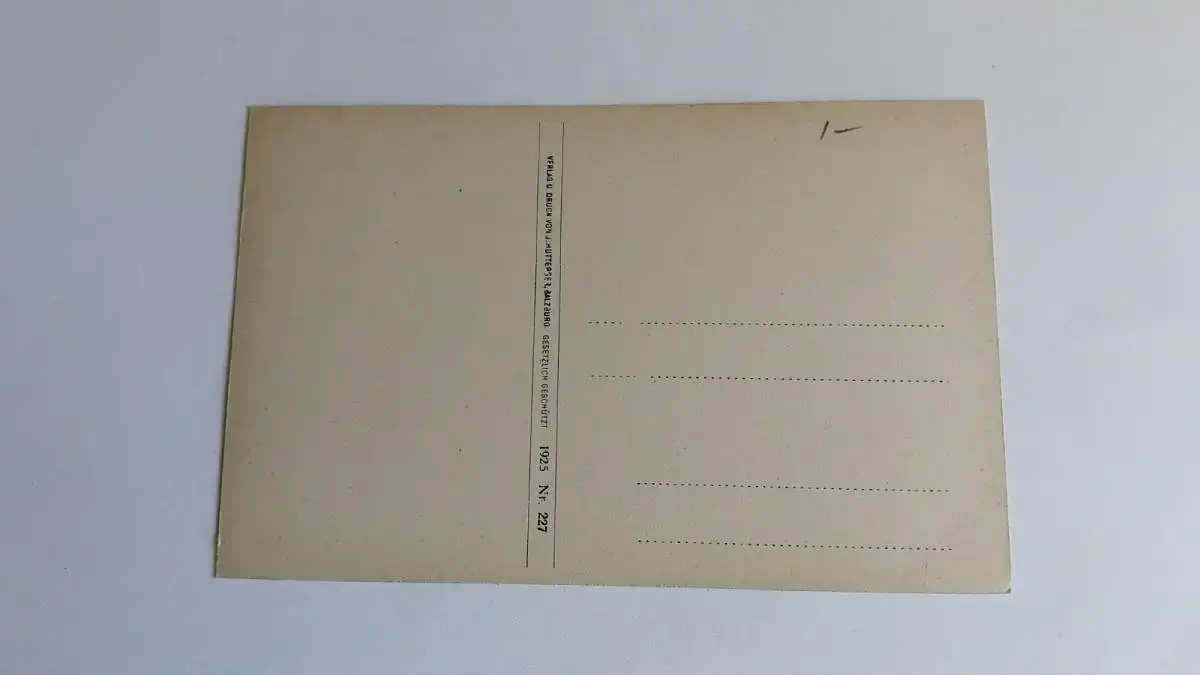 1-
VERLAG U. DRUCK VON J. HUTTEGGER, SALZBURG. GESETZLICH GESCHÜTZT 1925 Nr. 227